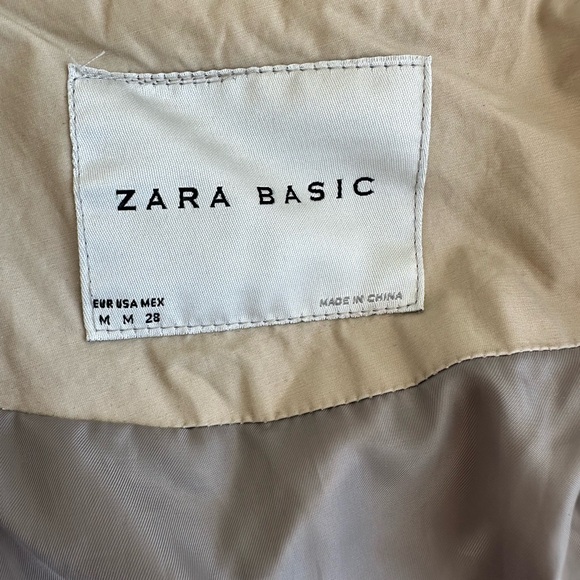 ZARA BASIC
EUR USA MEX
M M 28
MADE IN CHINA